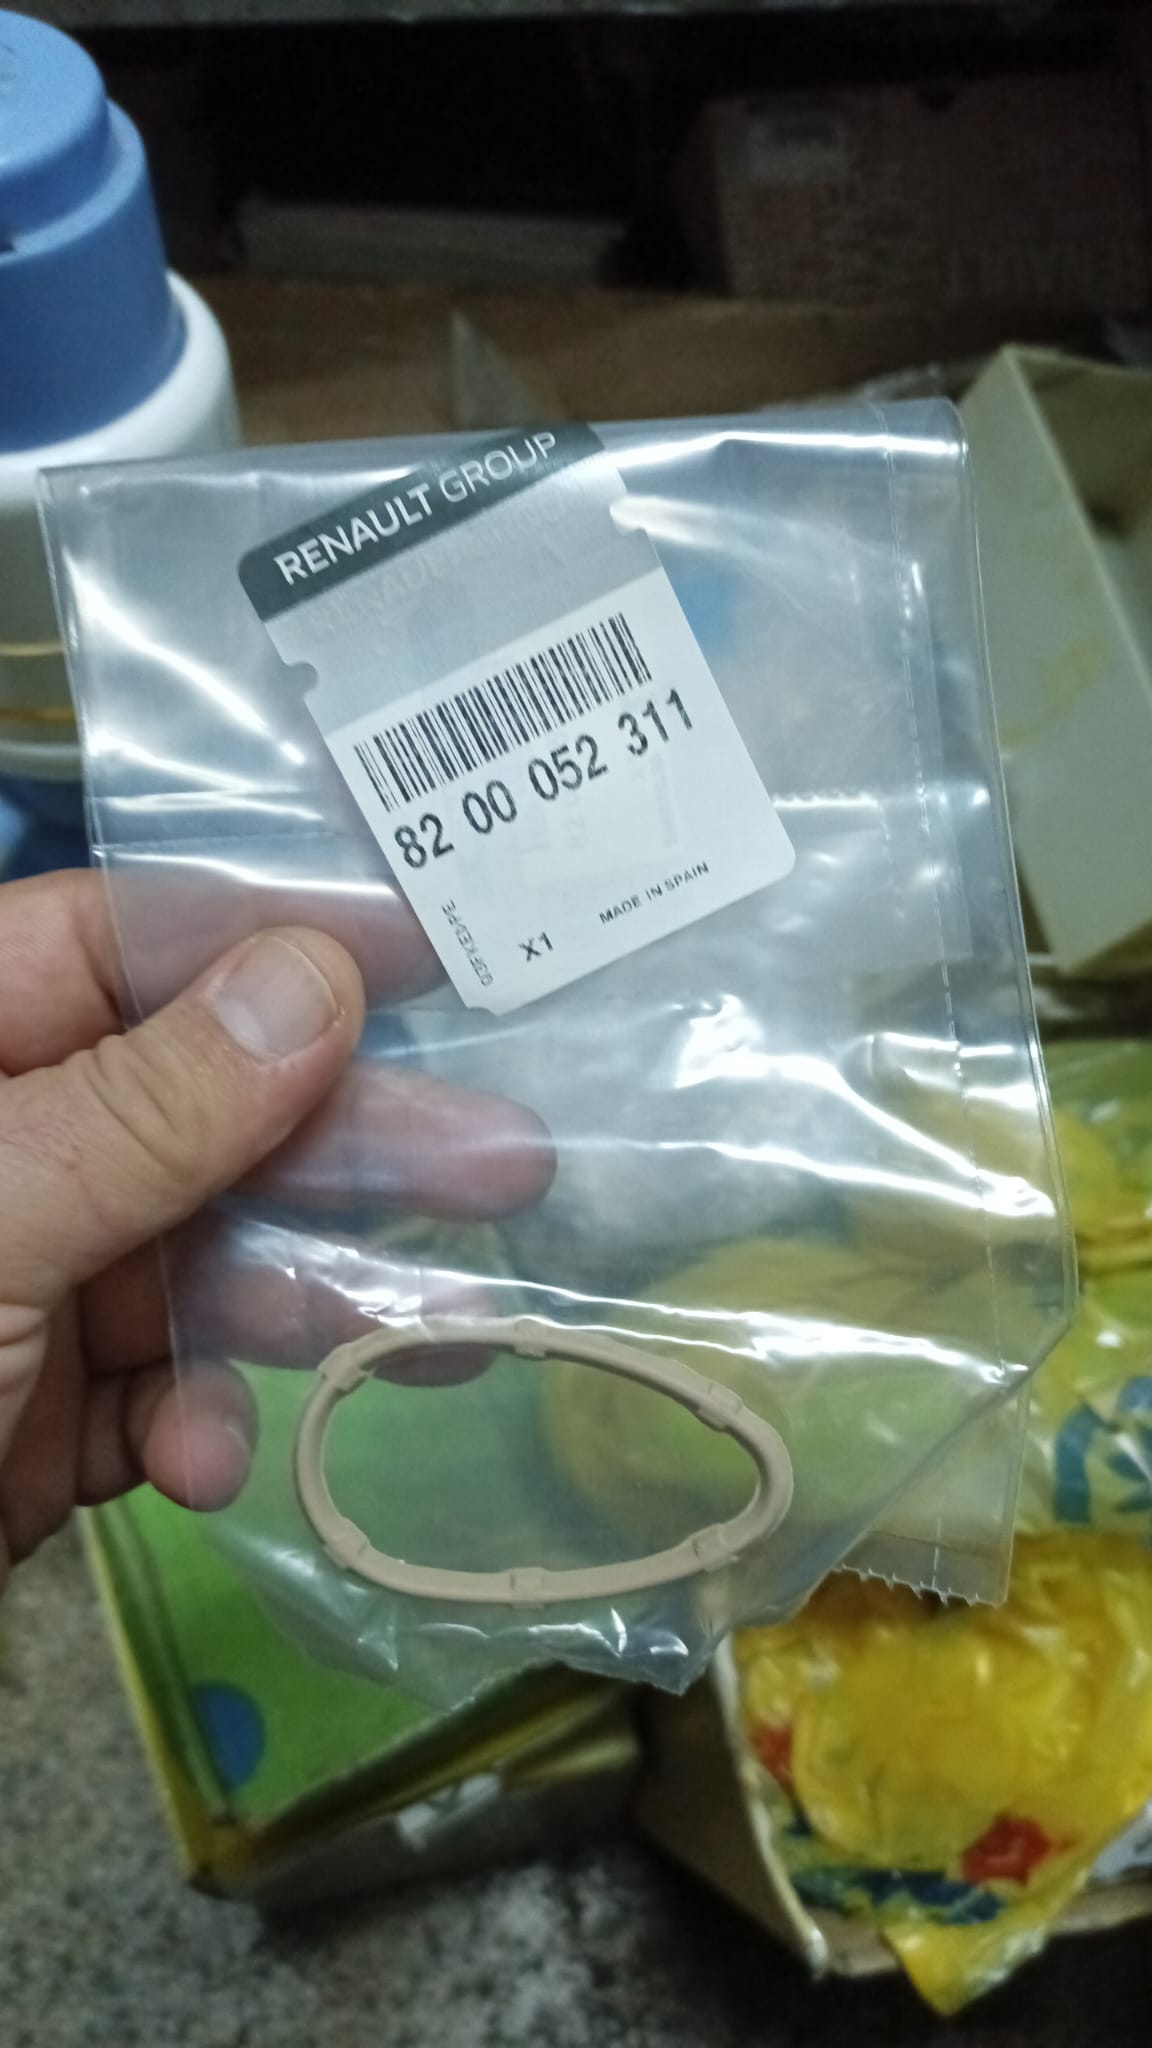 RENAULT GROUP
82 00 052 311
MADE IN SPAIN
X1